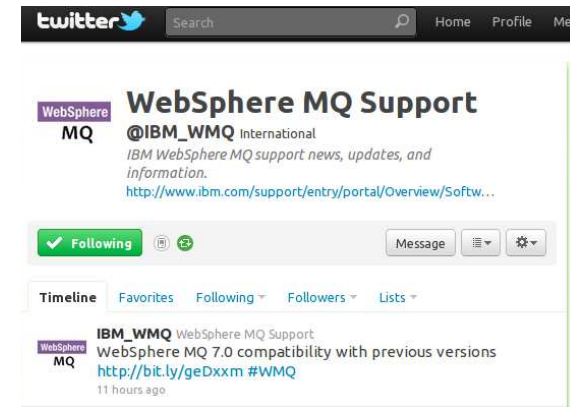 twitter
Search
Home Profile Me
WebSphere
MQ
WebSphere MQ Support
@IBM_WMQ International
IBM WebSphere MQ support news, updates, and
information.
http://www.ibm.com/support/entry/portal/Overview/Softw...
Following
Message
Timeline Favorites Following Followers Lists
WebSphere
MQ
IBM_WMQ WebSphere MQ Support
WebSphere MQ 7.0 compatibility with previous versions
http://bit.ly/geDxxm #WMQ
11 hours ago